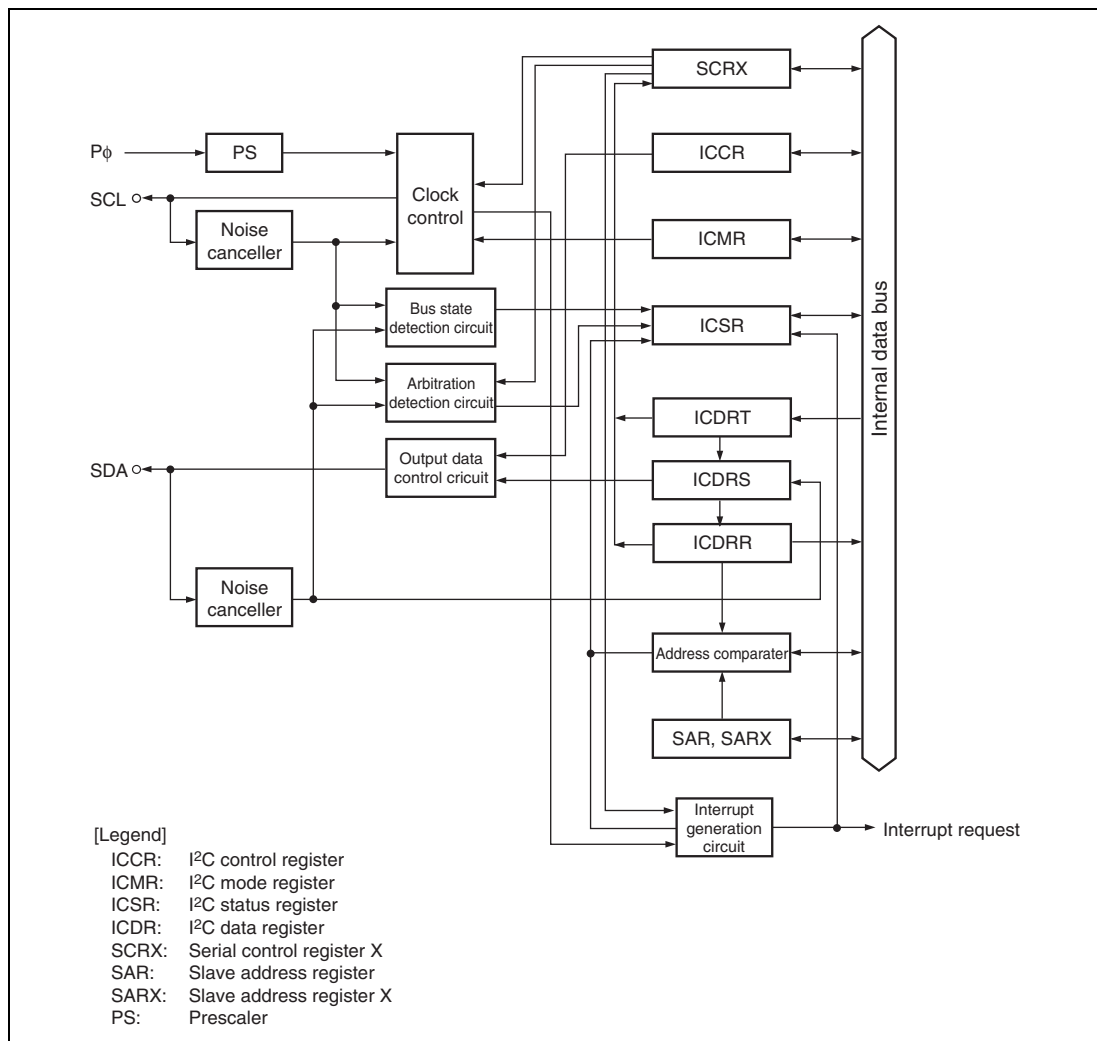 SCRX
Pφ
PS
ICCR
Clock
control
SCL
Noise
canceller
ICMR
Bus state
detection circuit
ICSR
Internal data bus
Arbitration
detection circuit
ICDRT
SDA
Output data
control cricuit
ICDRS
ICDRR
Noise
canceller
Address comparater
SAR, SARX
Interrupt
generation
circuit
Interrupt request
[Legend]
ICCR: I²C control register
ICMR: I²C mode register
ICSR: I²C status register
ICDR: I²C data register
SCRX: Serial control register X
SAR: Slave address register
SARX: Slave address register X
PS: Prescaler